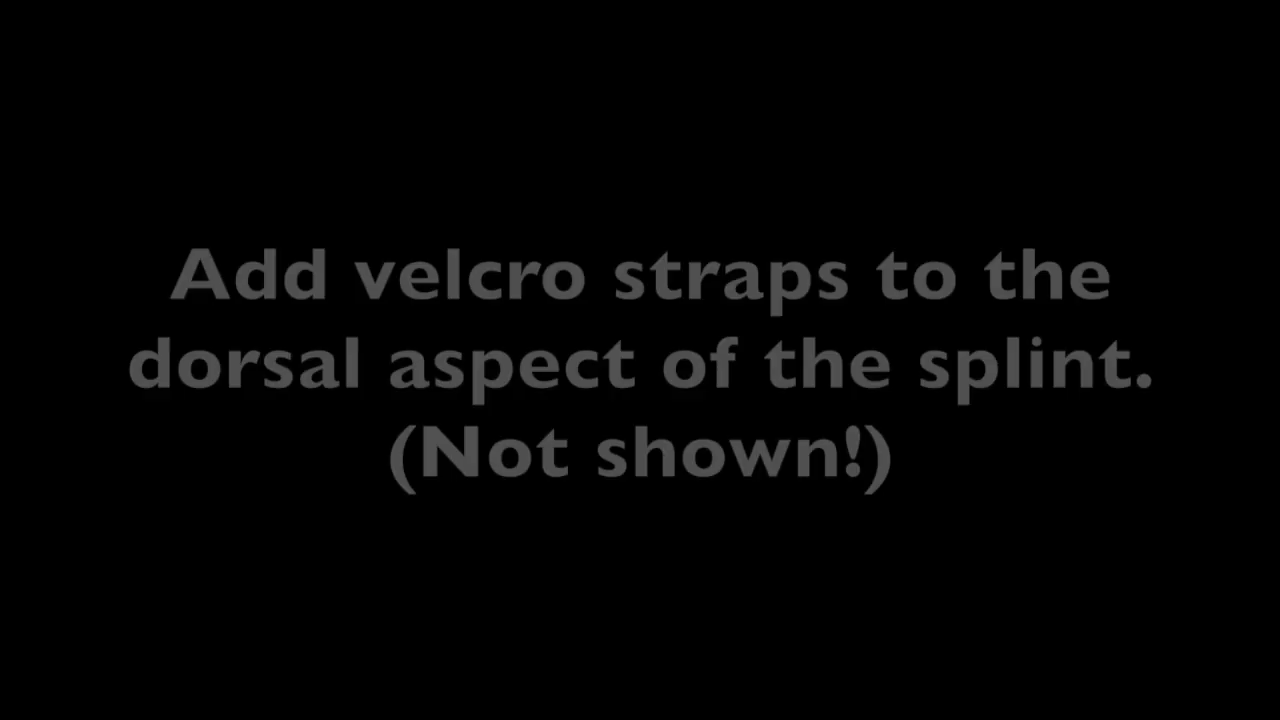 Add velcro straps to the
dorsal aspect of the splint.
(Not shown!)